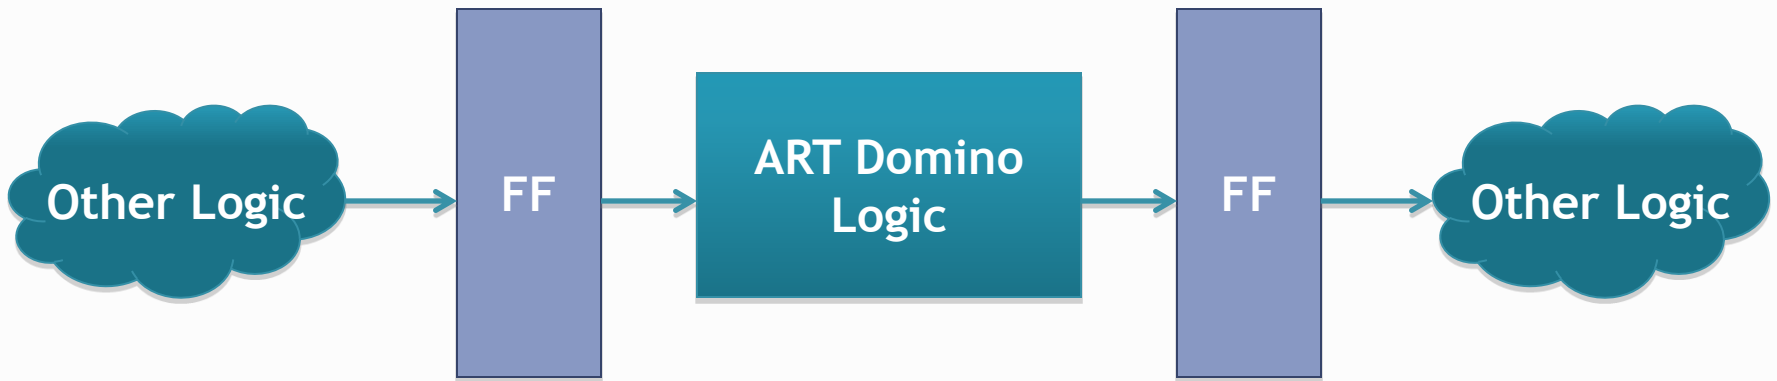 Other Logic
FF
ART Domino
Logic
FF
Other Logic